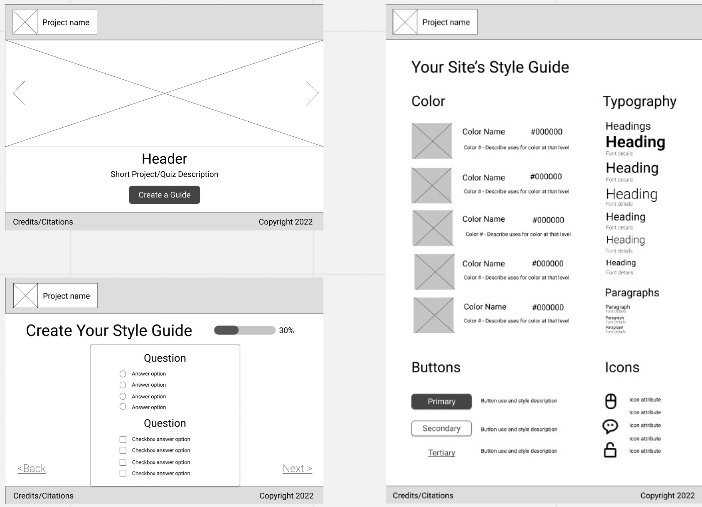 Project name
Header
Short Project/Quiz Description
Create a Guide
Credits/Citations
Copyright 2022
Project name
Create Your Style Guide
30%
Question
Answer option
Answer option
Answer option
Answer option
Question
Checkbox answer option
Checkbox answer option
Checkbox answer option
Checkbox answer option
<Back
Next >
Credits/Citations
Copyright 2022
Project name
Your Site's Style Guide
Color
Color Name #000000
Color # - Describe uses for color at that level
Color Name #000000
Color # - Describe uses for color at that level
Color Name #000000
Color # - Describe uses for color at that level
Color Name #000000
Color # - Describe uses for color at that level
Color Name #000000
Color # - Describe uses for color at that level
Typography
Headings
Heading
Font details
Heading
Font details
Heading
Font details
Heading
Font details
Heading
Font details
Heading
Font details
Paragraphs
Paragraph
Font details
Paragraph
Font details
Paragraph
Font details
Buttons
Primary
Button use and style description
Secondary
Button use and style description
Tertiary
Button use and style description
Icons
Icon attribute
Icon attribute
Icon attribute
Icon attribute
Icon attribute
Credits/Citations
Copyright 2022